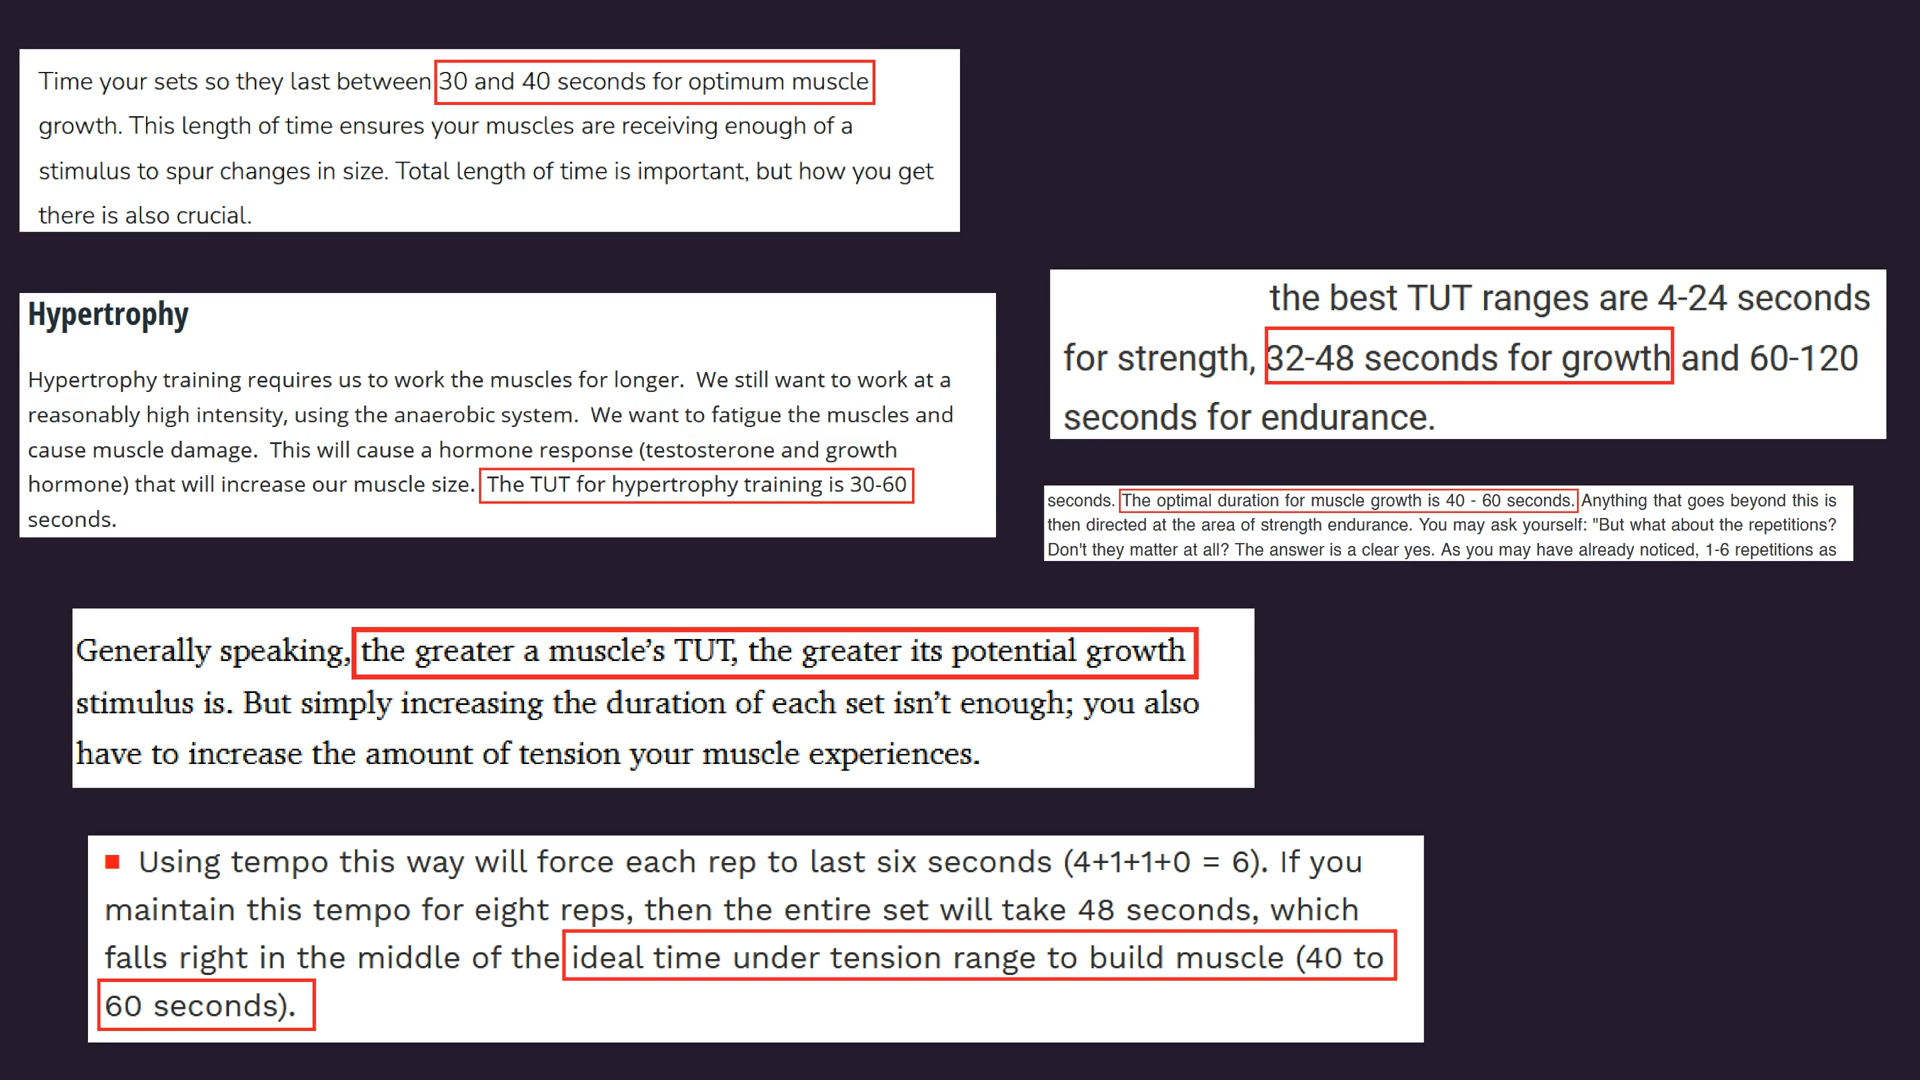 Time your sets so they last between 30 and 40 seconds for optimum muscle
growth. This length of time ensures your muscles are receiving enough of a
stimulus to spur changes in size. Total length of time is important, but how you get
there is also crucial.
Hypertrophy
Hypertrophy training requires us to work the muscles for longer. We still want to work at a
reasonably high intensity, using the anaerobic system. We want to fatigue the muscles and
cause muscle damage. This will cause a hormone response (testosterone and growth
hormone) that will increase our muscle size. The TUT for hypertrophy training is 30-60
seconds.
the best TUT ranges are 4-24 seconds
for strength, 32-48 seconds for growth and 60-120
seconds for endurance.
seconds. The optimal duration for muscle growth is 40 - 60 seconds. Anything that goes beyond this is
then directed at the area of strength endurance. You may ask yourself: "But what about the repetitions?
Don't they matter at all? The answer is a clear yes. As you may have already noticed, 1-6 repetitions as
Generally speaking, the greater a muscle’s TUT, the greater its potential growth
stimulus is. But simply increasing the duration of each set isn’t enough; you also
have to increase the amount of tension your muscle experiences.
Using tempo this way will force each rep to last six seconds (4+1+1+0 = 6). If you
maintain this tempo for eight reps, then the entire set will take 48 seconds, which
falls right in the middle of the ideal time under tension range to build muscle (40 to
60 seconds).